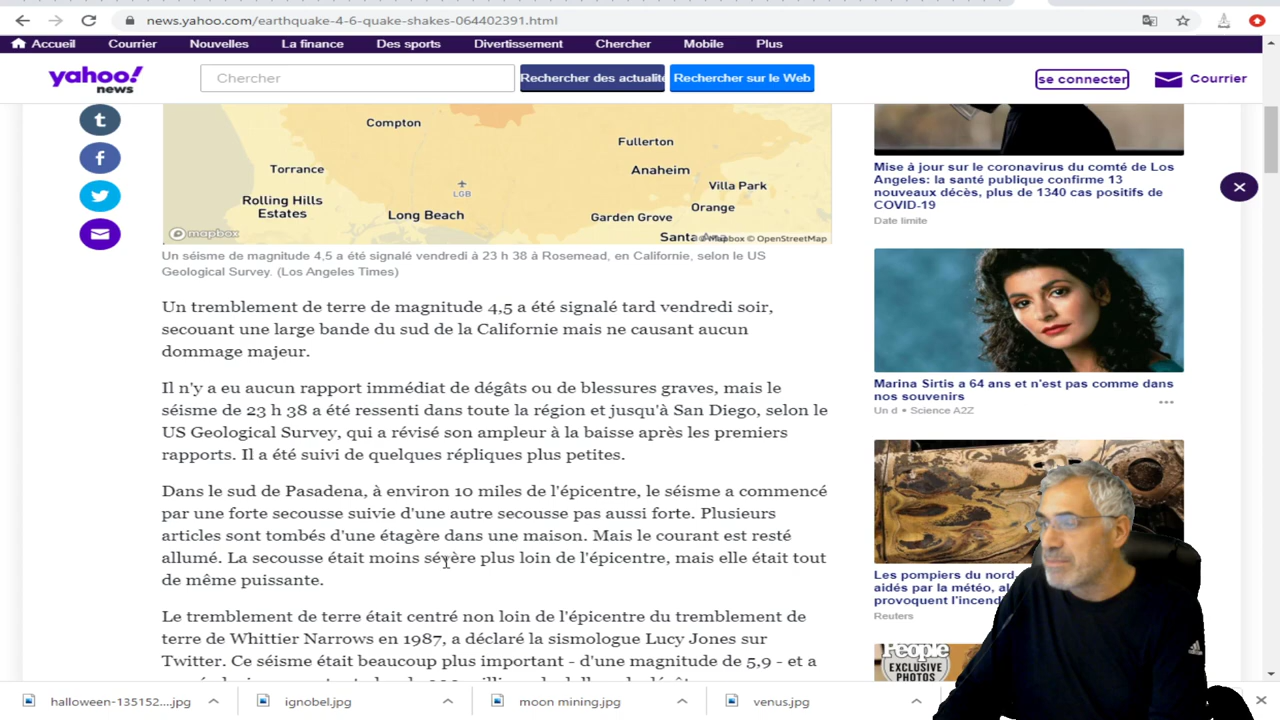 news.yahoo.com/earthquake-4-6-quake-shakes-064402391.html
Accueil Courrier Nouvelles La finance Des sports Divertissement Chercher Mobile Plus
yahoo! news
Chercher
Rechercher des actualité
Rechercher sur le Web
se connecter
Courrier
Compton
Fullerton
Torrance
Anaheim
LGB
Villa Park
Rolling Hills
Estates
Long Beach
Orange
Garden Grove
Santa
mapbox
© Mapbox © OpenStreetMap
Un séisme de magnitude 4,5 a été signalé vendredi à 23 h 38 à Rosemead, en Californie, selon le US
Geological Survey. (Los Angeles Times)
Un tremblement de terre de magnitude 4,5 a été signalé tard vendredi soir,
secouant une large bande du sud de la Californie mais ne causant aucun
dommage majeur.
Il n'y a eu aucun rapport immédiat de dégâts ou de blessures graves, mais le
séisme de 23 h 38 a été ressenti dans toute la région et jusqu'à San Diego, selon le
US Geological Survey, qui a révisé son ampleur à la baisse après les premiers
rapports. Il a été suivi de quelques répliques plus petites.
Dans le sud de Pasadena, à environ 10 miles de l'épicentre, le séisme a commencé
par une forte secousse suivie d'une autre secousse pas aussi forte. Plusieurs
articles sont tombés d'une étagère dans une maison. Mais le courant est resté
allumé. La secousse était moins sévère plus loin de l'épicentre, mais elle était tout
de même puissante.
Le tremblement de terre était centré non loin de l'épicentre du tremblement de
terre de Whittier Narrows en 1987, a déclaré la sismologue Lucy Jones sur
Twitter. Ce séisme était beaucoup plus important - d'une magnitude de 5,9 - et a
Mise à jour sur le coronavirus du comté de Los
Angeles: la santé publique confirme 13
nouveaux décès, plus de 1340 cas positifs de
COVID-19
Date limite
Marina Sirtis a 64 ans et n'est pas comme dans
nos souvenirs
Un d • Science A2Z
Les pompiers du nord-
aidés par la météo, al
provoquent l'incend
Reuters
People
EXCLUSIVE
PHOTOS
halloween-135152....jpg
ignobel.jpg
moon mining.jpg
venus.jpg